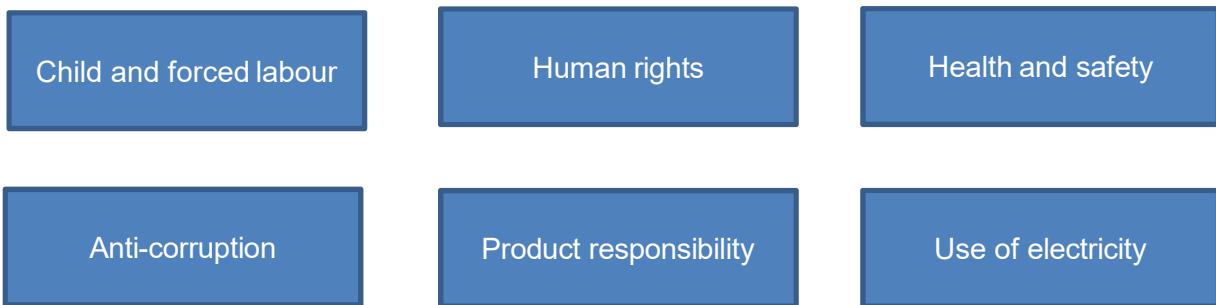 Child and forced labour
Human rights
Health and safety
Anti-corruption
Product responsibility
Use of electricity